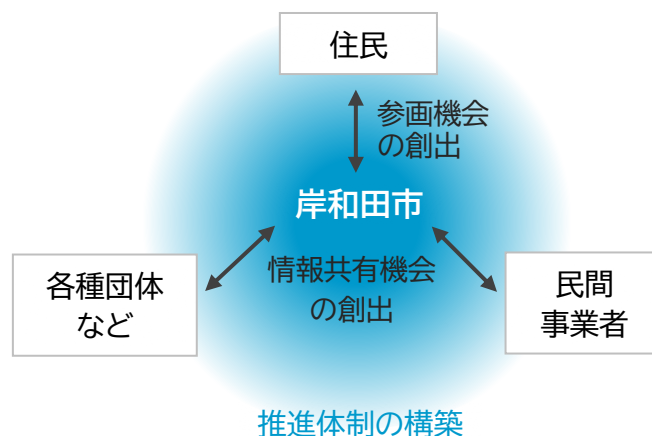 住民
参画機会
の創出
岸和田市
情報共有機会
の創出
各種団体
など
民間
事業者
推進体制の構築